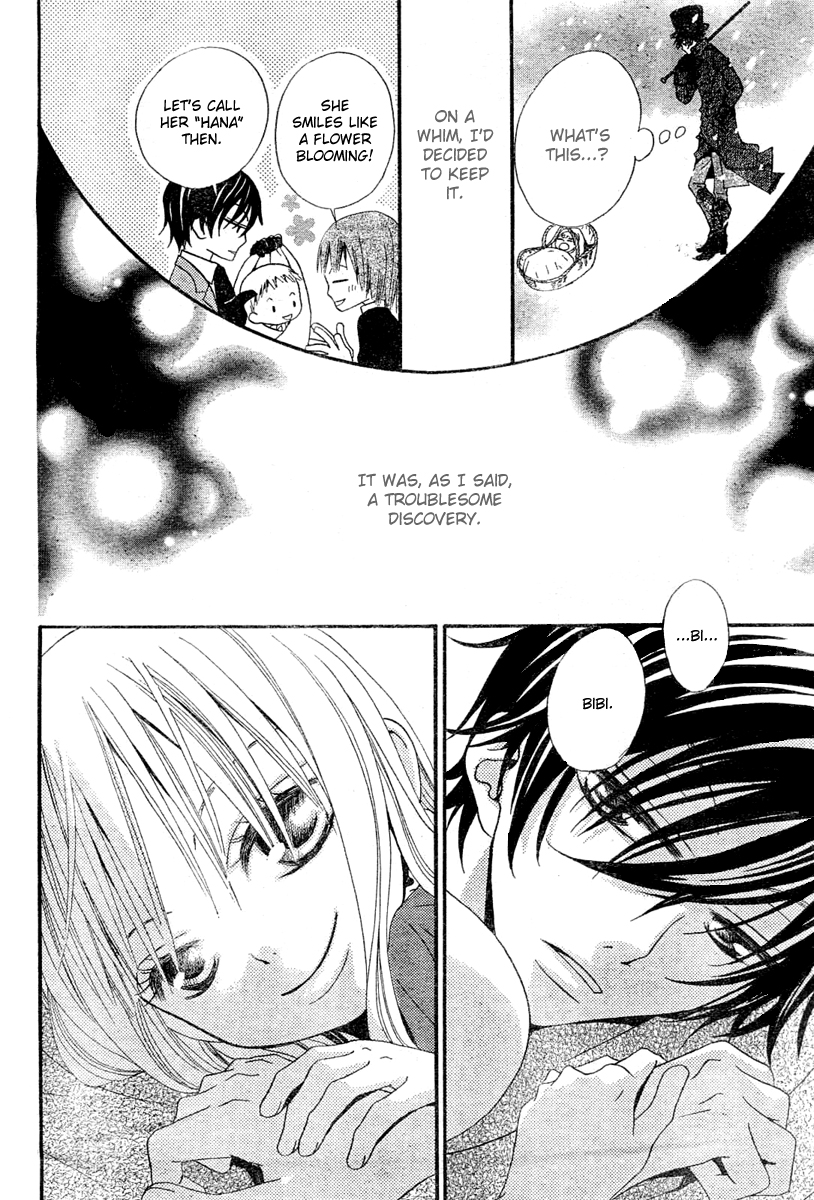 WHAT'S
THIS...?
ON A
WHIM, I'D
DECIDED
TO KEEP
IT.
SHE
SMILES LIKE
A FLOWER
BLOOMING!
LET'S CALL
HER "HANA"
THEN.
IT WAS, AS I SAID,
A TROUBLESOME
DISCOVERY.
...BI...
BIBI.